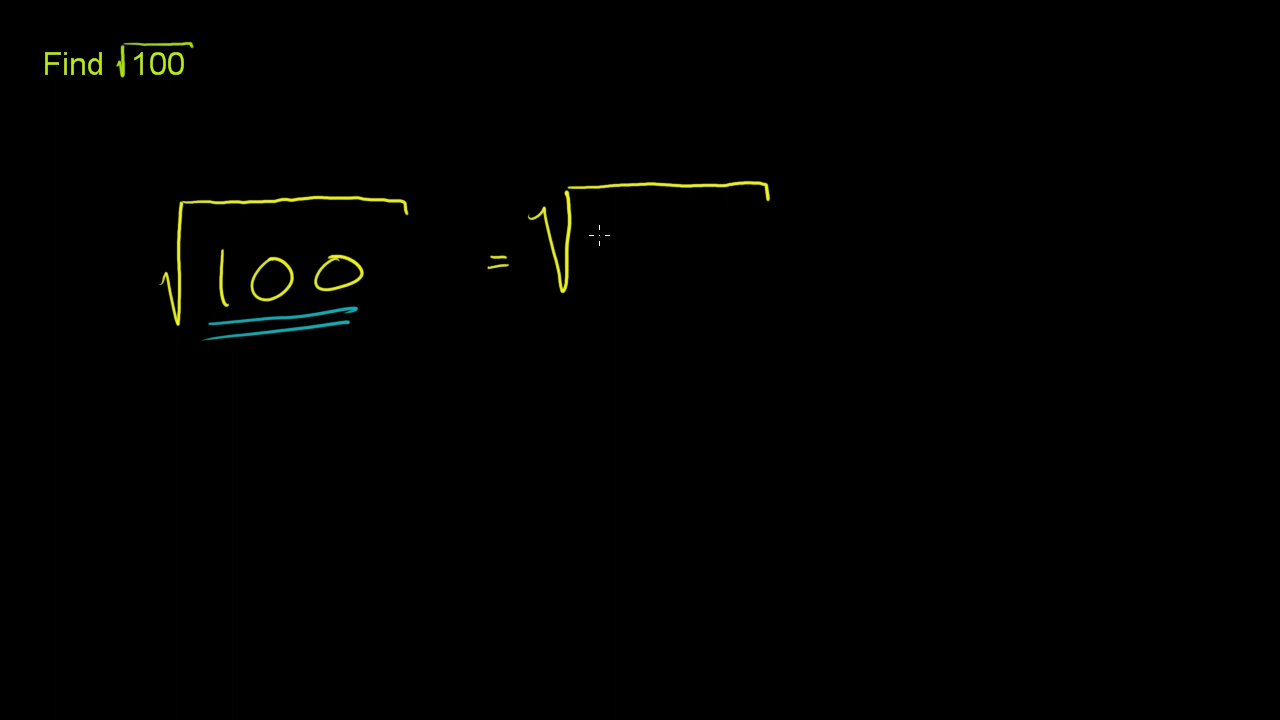 Find √100
√100 = √